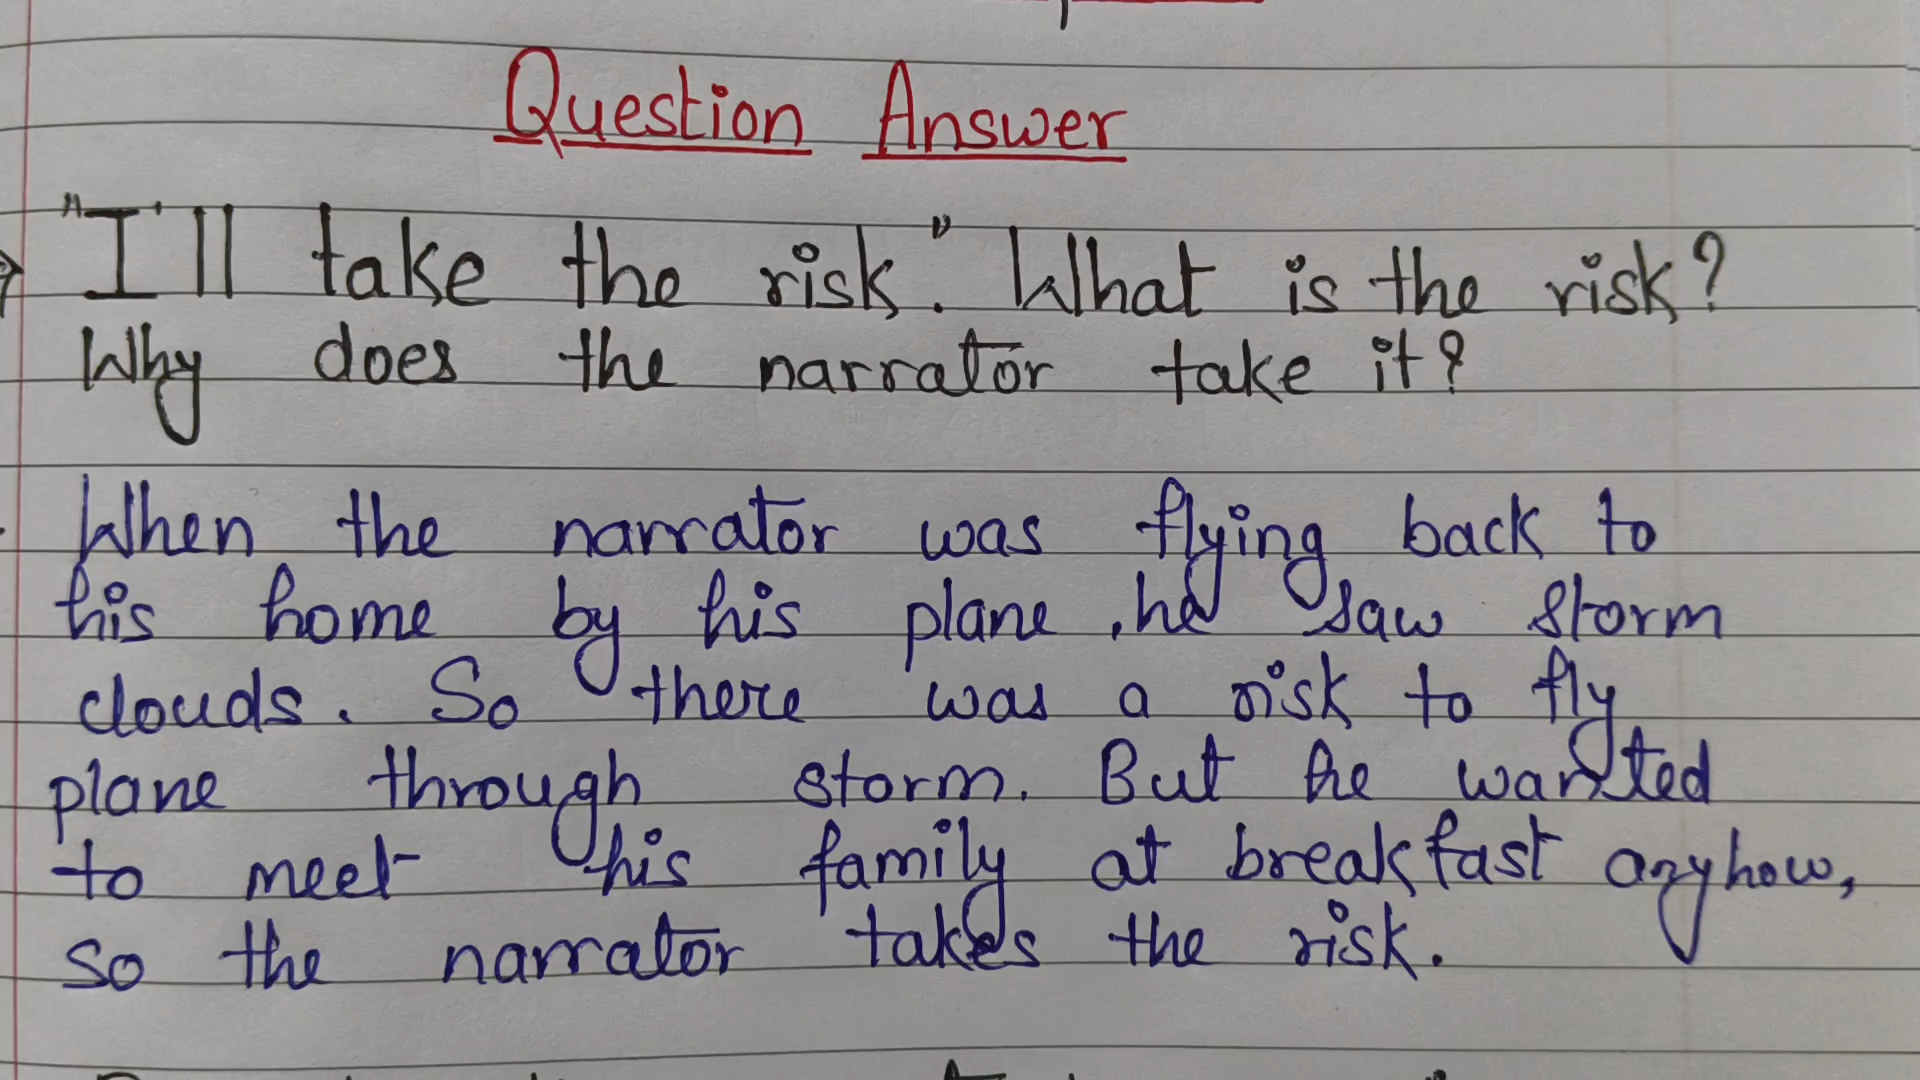 Question Answer
"I'll take the risk." What is the risk?
Why does the narrator take it?
When the narrator was flying back to
his home by his plane, he saw storm
clouds. So there was a risk to fly
plane through storm. But he wanted
to meet his family at breakfast anyhow,
so the narrator takes the risk.